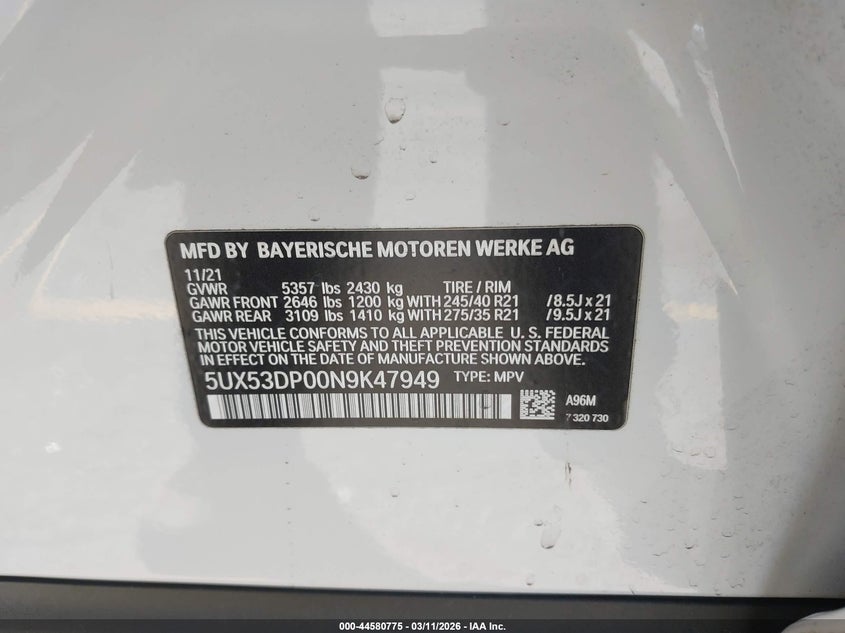 MFD BY BAYERISCHE MOTOREN WERKE AG
11/21
GVWR 5357 lbs 2430 kg TIRE / RIM
GAWR FRONT 2646 lbs 1200 kg WITH 245/40 R21 /8.5J x 21
GAWR REAR 3109 lbs 1410 kg WITH 275/35 R21 /9.5J x 21
THIS VEHICLE CONFORMS TO ALL APPLICABLE U. S. FEDERAL
MOTOR VEHICLE SAFETY AND THEFT PREVENTION STANDARDS
IN EFFECT ON THE DATE OF MANUFACTURE SHOWN ABOVE.
5UX53DP00N9K47949 TYPE: MPV
A96M
7 320 730
000-44580775 - 03/11/2026 - IAA Inc.